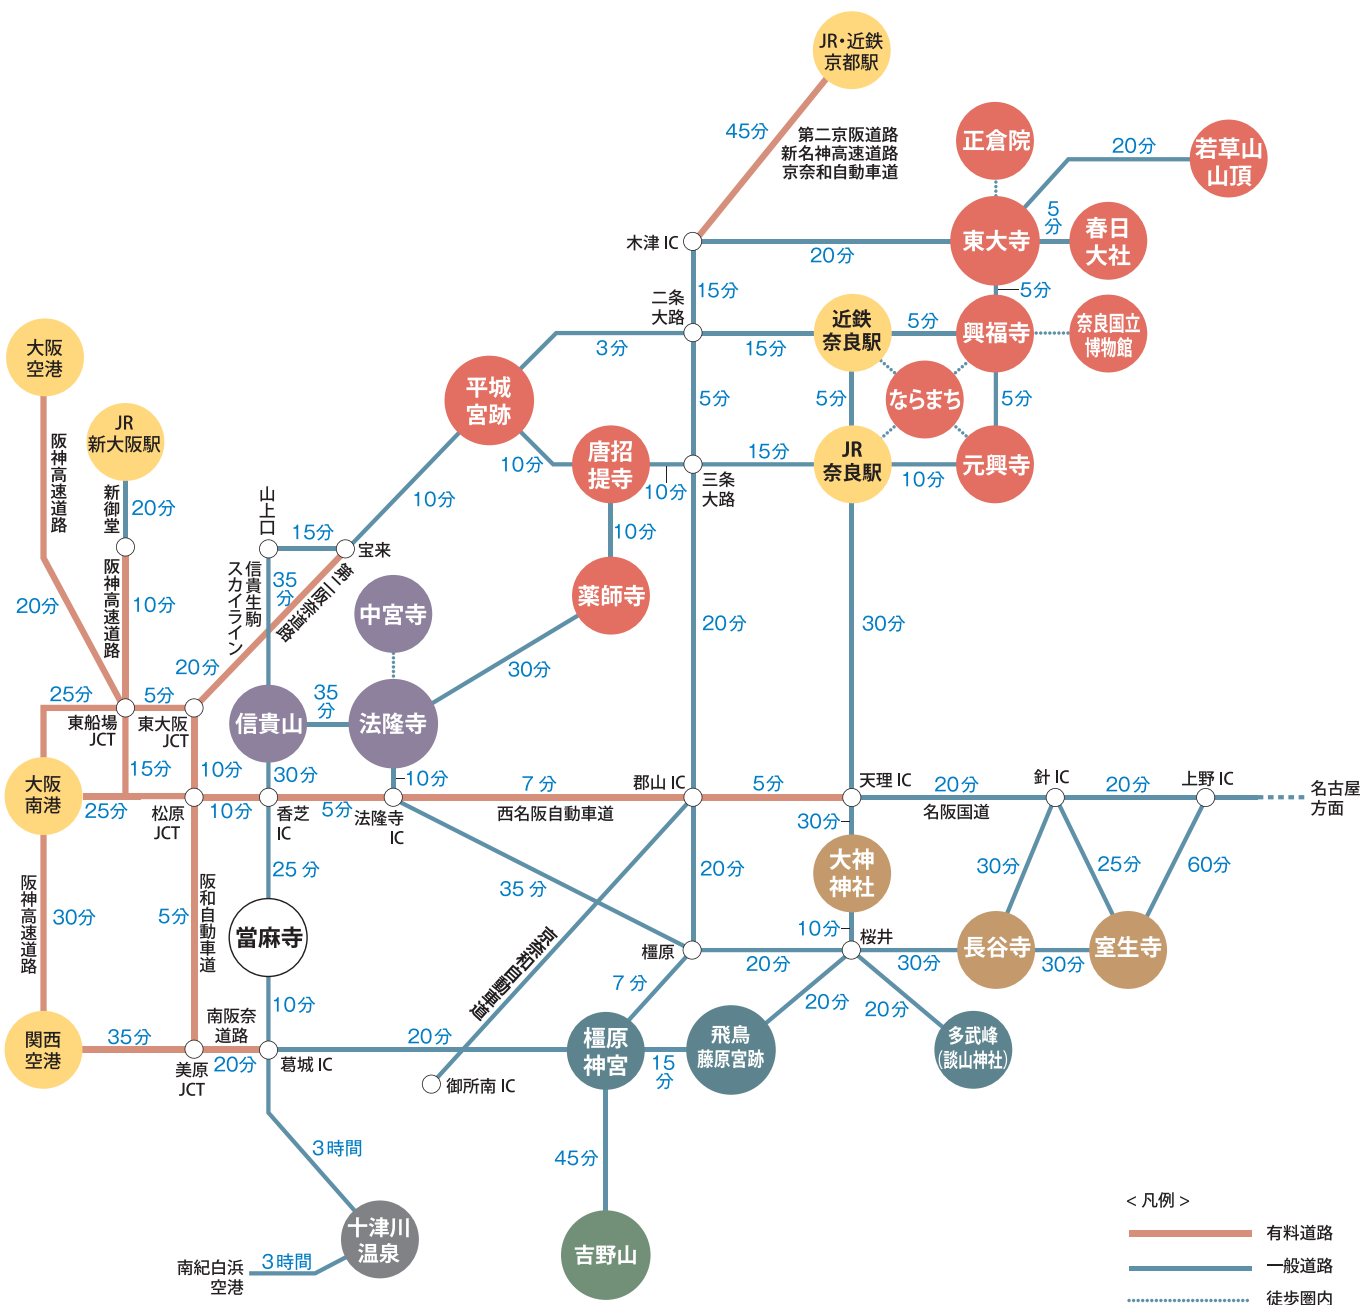 JR・近鉄
京都駅
45分
第二京阪道路
新名神高速道路
京奈和自動車道
正倉院
20分
若草山
山頂
木津 IC
20分
東大寺
5
分
春日
大社
15分
5分
二条
大路
近鉄
奈良駅
5分
興福寺
奈良国立
博物館
3分
15分
大阪
空港
平城
宮跡
5分
5分
ならまち
5分
JR
新大阪駅
阪神高速道路
唐招
提寺
10分
10分
三条
大路
15分
JR
奈良駅
10分
元興寺
新御堂
20分
山上口
15分
宝来
10分
10分
信貴生駒
スカイライン
35
分
第二阪奈道路
阪神高速道路
10分
20分
中宮寺
薬師寺
20分
30分
20分
30分
25分
5分
東船場
JCT
東大阪
JCT
信貴山
35
分
法隆寺
大阪
南港
15分
10分
30分
10分
7分
郡山 IC
5分
天理 IC
20分
針 IC
20分
上野 IC
名古屋
方面
25分
松原
JCT
10分
香芝
IC
5分
法隆寺
IC
西名阪自動車道
名阪国道
30分
大神
神社
阪神高速道路
30分
阪和自動車道
5分
25分
35分
20分
30分
25分
60分
當麻寺
京奈和自動車道
橿原
10分
桜井
20分
30分
長谷寺
30分
室生寺
10分
7分
20分
20分
関西
空港
35分
美原
JCT
南阪奈
道路
20分
葛城 IC
20分
橿原
神宮
15
分
飛鳥
藤原宮跡
多武峰
(談山神社)
御所南 IC
3時間
45分
十津川
温泉
南紀白浜
空港
3時間
吉野山
< 凡例 >
有料道路
一般道路
徒歩圏内